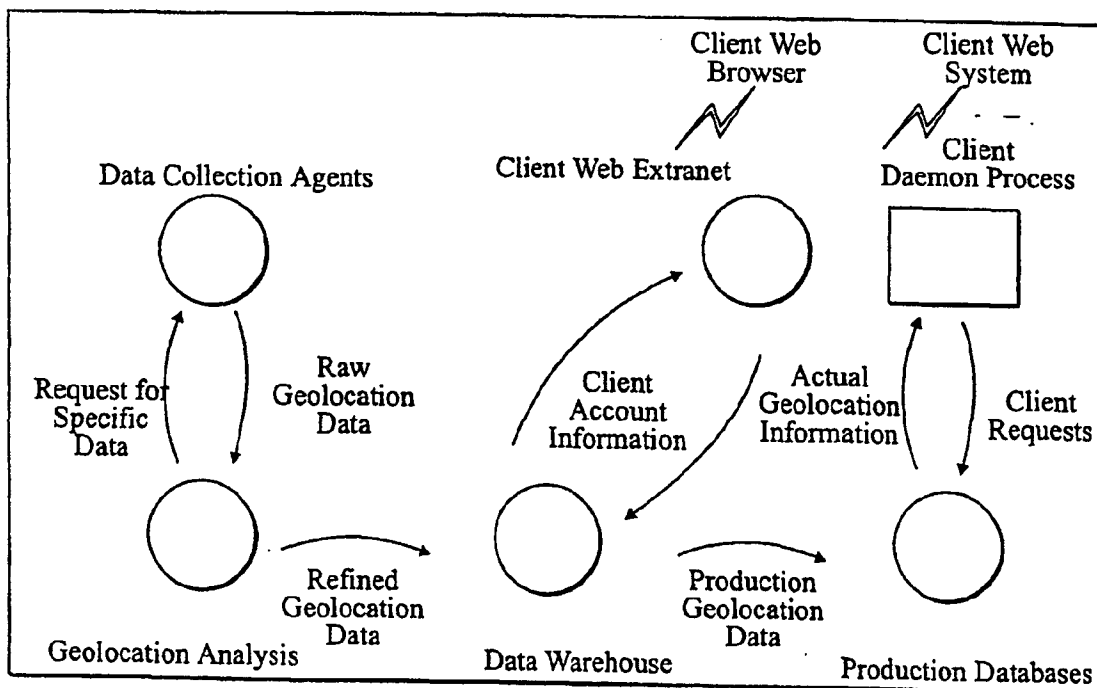 Client Web
Browser
Client Web
System
Data Collection Agents
Client Web Extranet
Client
Daemon Process
Request for
Specific
Data
Raw
Geolocation
Data
Client
Account
Information
Actual
Geolocation
Information
Client
Requests
Refined
Geolocation
Data
Production
Geolocation
Data
Geolocation Analysis
Data Warehouse
Production Databases